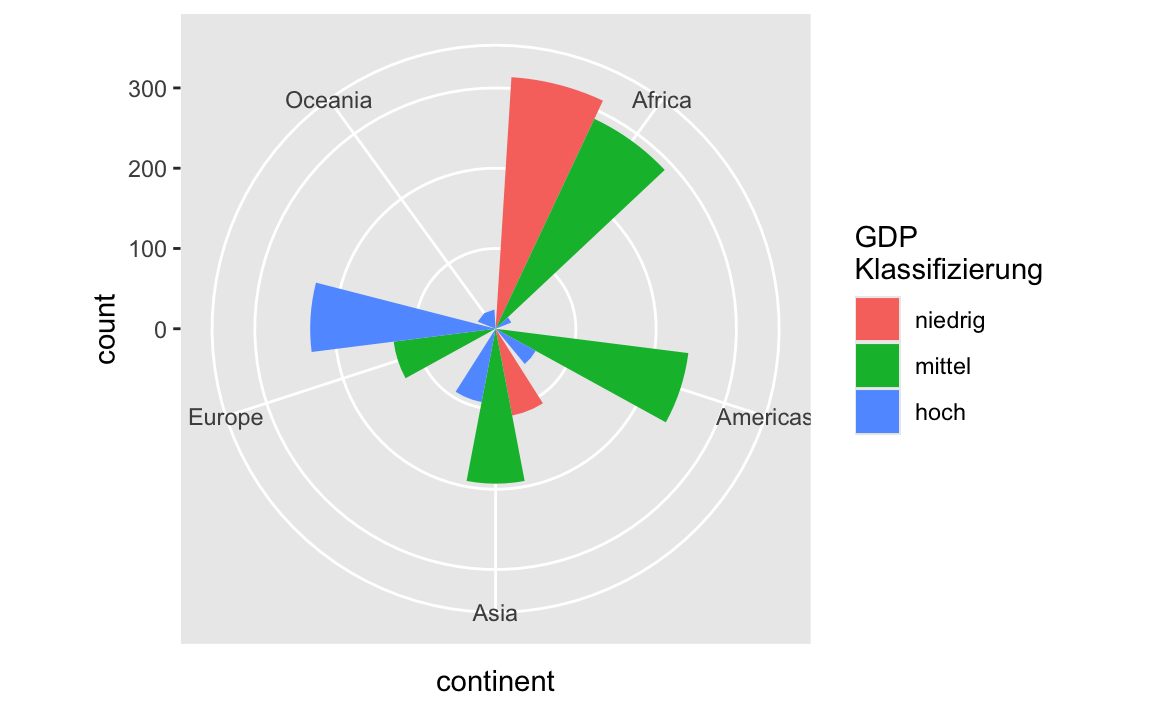 300
200
100
0
count
Oceania
Africa
Europe
Americas
Asia
continent
GDP
Klassifizierung
niedrig
mittel
hoch